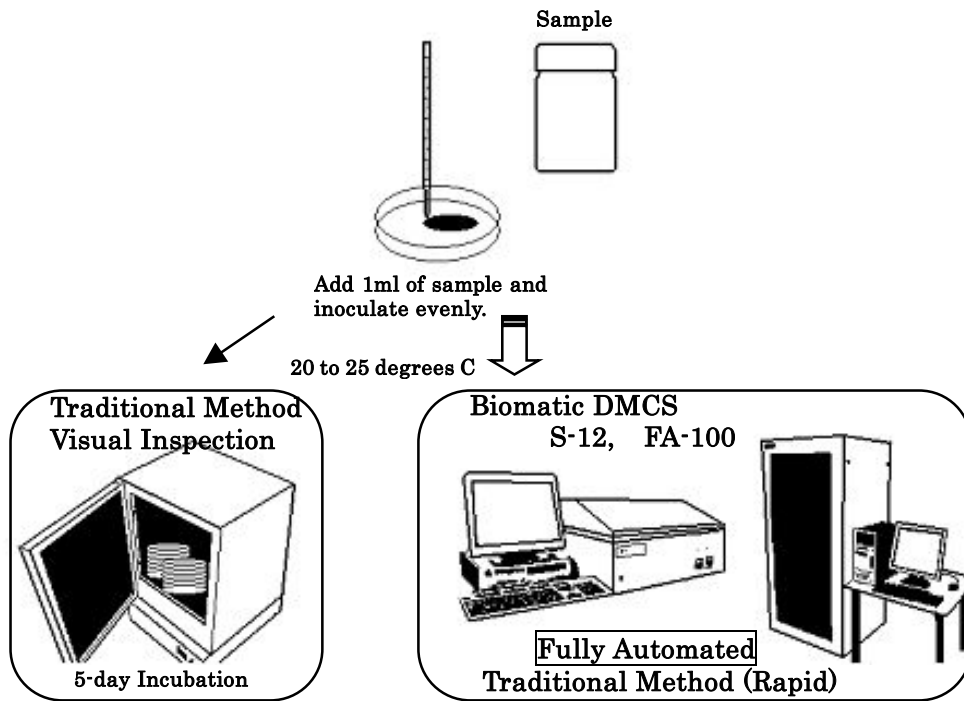 Sample
Add 1ml of sample and
inoculate evenly.
20 to 25 degrees C
Traditional Method
Visual Inspection
5-day Incubation
Biomatic DMCS
S-12, FA-100
Fully Automated
Traditional Method (Rapid)